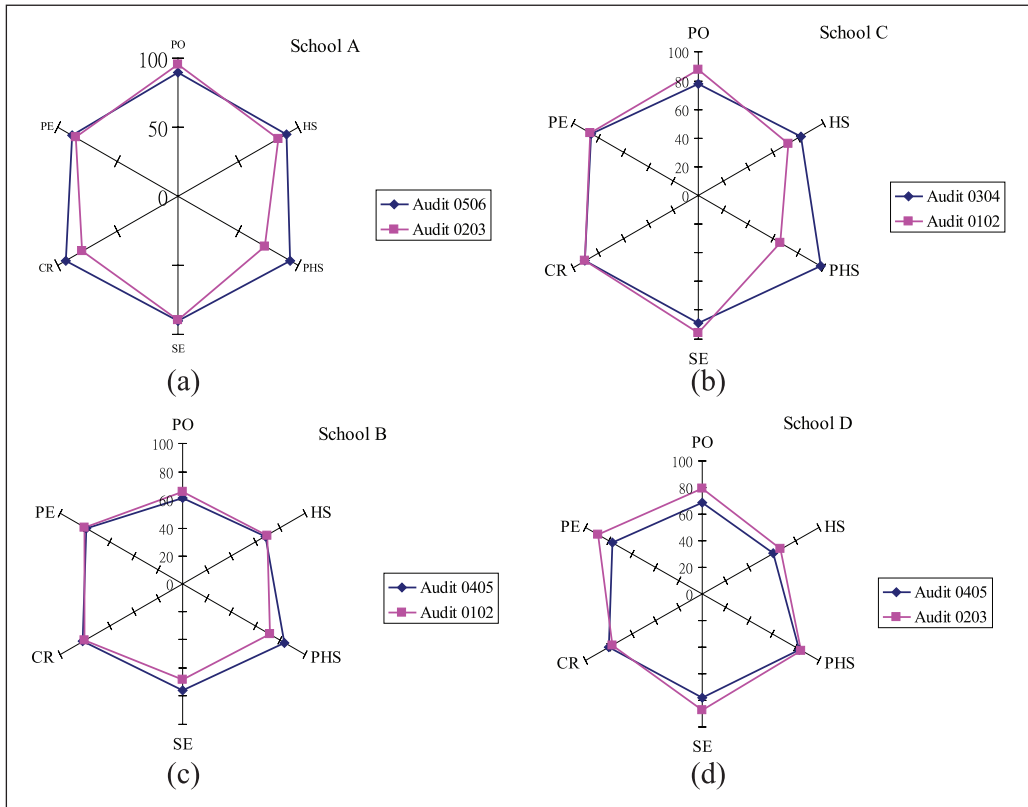 School A
PO
100
50
0
HS
PHS
SE
CR
PE
Audit 0506
Audit 0203
(a)
School C
PO
100
80
60
40
20
0
HS
PHS
SE
CR
PE
Audit 0304
Audit 0102
(b)
School B
PO
100
80
60
40
20
0
HS
PHS
SE
CR
PE
Audit 0405
Audit 0102
(c)
School D
PO
100
80
60
40
20
0
HS
PHS
SE
CR
PE
Audit 0405
Audit 0203
(d)